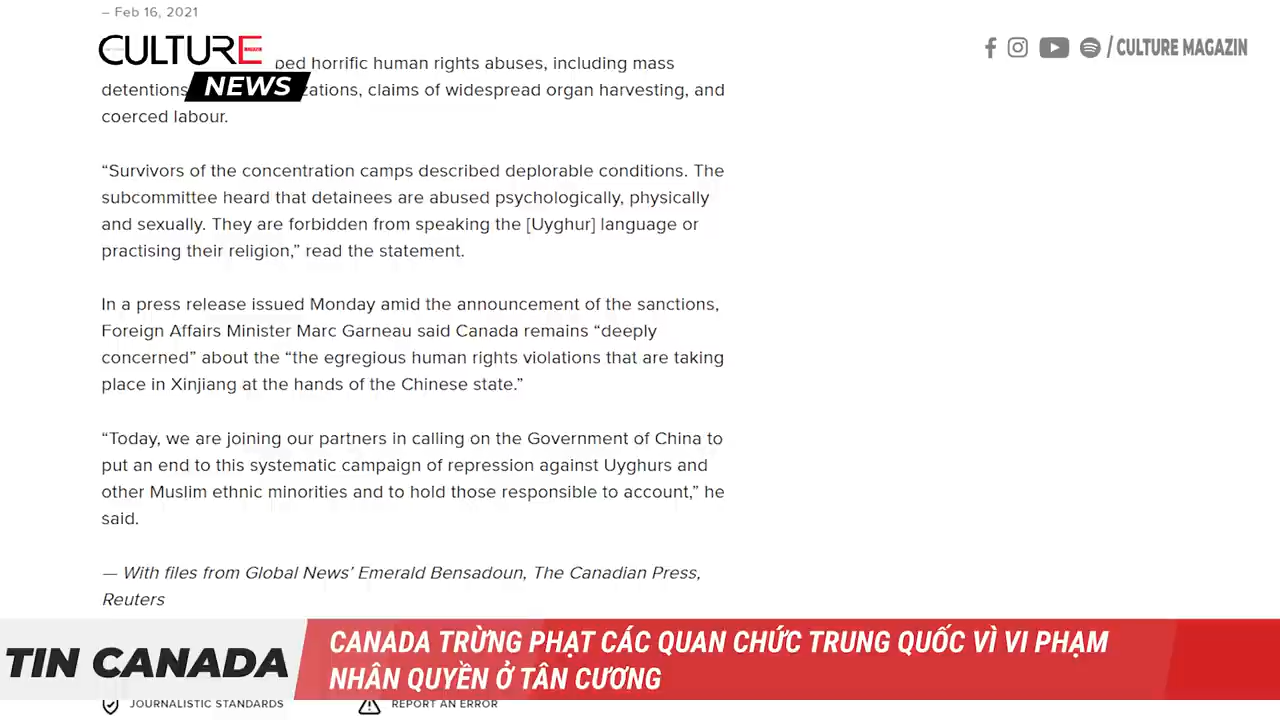 – Feb 16, 2021
CULTURE
NEWS
/ CULTURE MAGAZIN
ped horrific human rights abuses, including mass
detentions zations, claims of widespread organ harvesting, and
coerced labour.
“Survivors of the concentration camps described deplorable conditions. The
subcommittee heard that detainees are abused psychologically, physically
and sexually. They are forbidden from speaking the [Uyghur] language or
practising their religion,” read the statement.
In a press release issued Monday amid the announcement of the sanctions,
Foreign Affairs Minister Marc Garneau said Canada remains “deeply
concerned” about the “the egregious human rights violations that are taking
place in Xinjiang at the hands of the Chinese state.”
“Today, we are joining our partners in calling on the Government of China to
put an end to this systematic campaign of repression against Uyghurs and
other Muslim ethnic minorities and to hold those responsible to account,” he
said.
— With files from Global News’ Emerald Bensadoun, The Canadian Press,
Reuters
TIN CANADA
CANADA TRỪNG PHẠT CÁC QUAN CHỨC TRUNG QUỐC VÌ VI PHẠM
NHÂN QUYỀN Ở TÂN CƯƠNG
JOURNALISTIC STANDARDS
REPORT AN ERROR